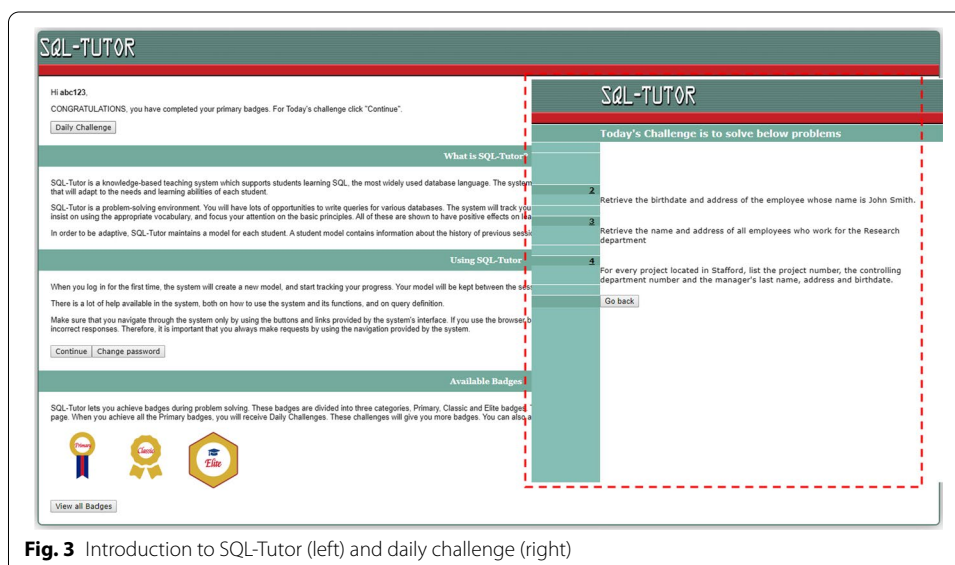 SQL-TUTOR
Hi abc123,
CONGRATULATIONS, you have completed your primary badges. For Today's challenge click "Continue".
Daily Challenge
What is SQL-Tutor?
SQL-Tutor is a knowledge-based teaching system which supports students learning SQL, the most widely used database language. The system
that will adapt to the needs and learning abilities of each student.
SQL-Tutor is a problem-solving environment. You will have lots of opportunities to write queries for various databases. The system will track you
insist on using the appropriate vocabulary, and focus your attention on the basic principles. All of these are shown to have positive effects on
In order to be adaptive, SQL-Tutor maintains a model for each student. A student model contains information about the history of previous
Using SQL-Tutor
When you log in for the first time, the system will create a new model, and start tracking your progress. Your model will be kept between the
There is a lot of help available in the system, both on how to use the system and its functions, and on query definition.
Make sure that you navigate through the system only by using the buttons and links provided by the system's interface. If you use the browser
incorrect responses. Therefore, it is important that you always make requests by using the navigation provided by the system.
Continue
Change password
Available Badges
SQL-Tutor lets you achieve badges during problem solving. These badges are divided into three categories, Primary, Classic and Elite badges.
page. When you achieve all the Primary badges, you will receive Daily Challenges. These challenges will give you more badges. You can also
Primary
Classic
Elite
View all Badges
SQL-TUTOR
Today's Challenge is to solve below problems
2
Retrieve the birthdate and address of the employee whose name is John Smith.
3
Retrieve the name and address of all employees who work for the Research
department
4
For every project located in Stafford, list the project number, the controlling
department number and the manager's last name, address and birthdate.
Go back
Fig. 3 Introduction to SQL-Tutor (left) and daily challenge (right)